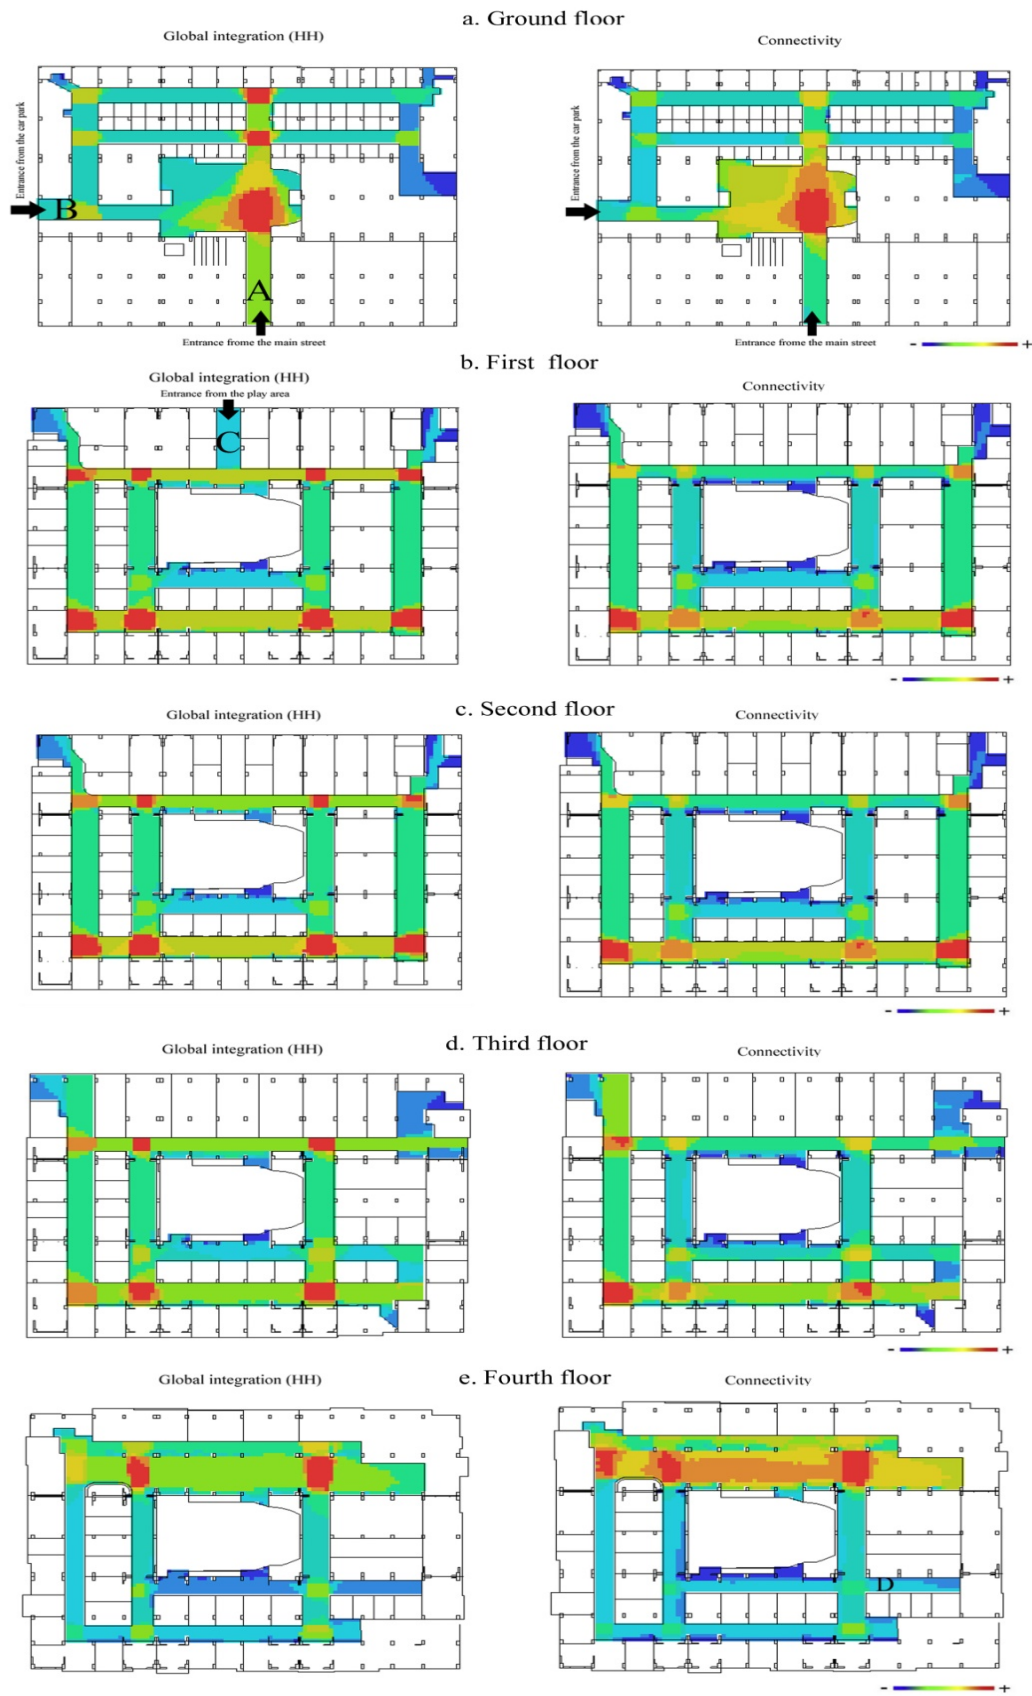 a. Ground floor
Global integration (HH)
Connectivity
Entrance from the car park
Entrance from the car park
B
A
Entrance frome the main street
Entrance frome the main street
- +
b. First floor
Global integration (HH)
Connectivity
Entrance from the play area
C
- +
c. Second floor
Global integration (HH)
Connectivity
- +
d. Third floor
Global integration (HH)
Connectivity
- +
e. Fourth floor
Global integration (HH)
Connectivity
D
- +